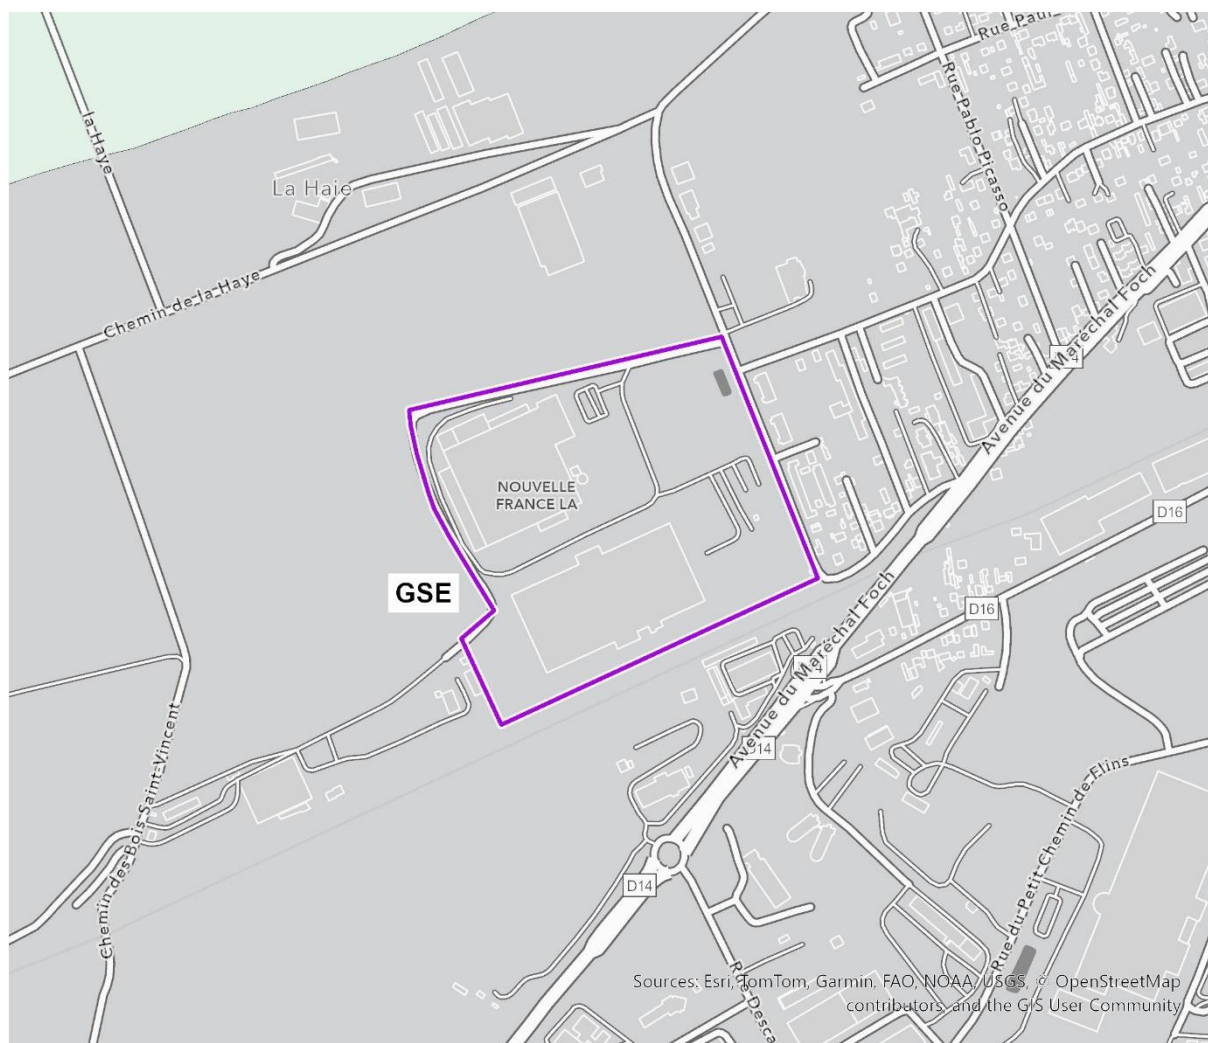 Rue Paul
la Haye
Rue Pablo Picasso
La Haie
Chemin de la Haye
Avenue du Maréchal Foch
NOUVELLE
FRANCE LA
D16
GSE
D16
Avenue du Maréchal Foch
D14
Chemin des Bois Saint-Vincent
Rue du Petit Chemin de Flins
D14
Rue Desca
Sources: Esri, TomTom, Garmin, FAO, NOAA, USGS, © OpenStreetMap
contributors, and the GIS User Community